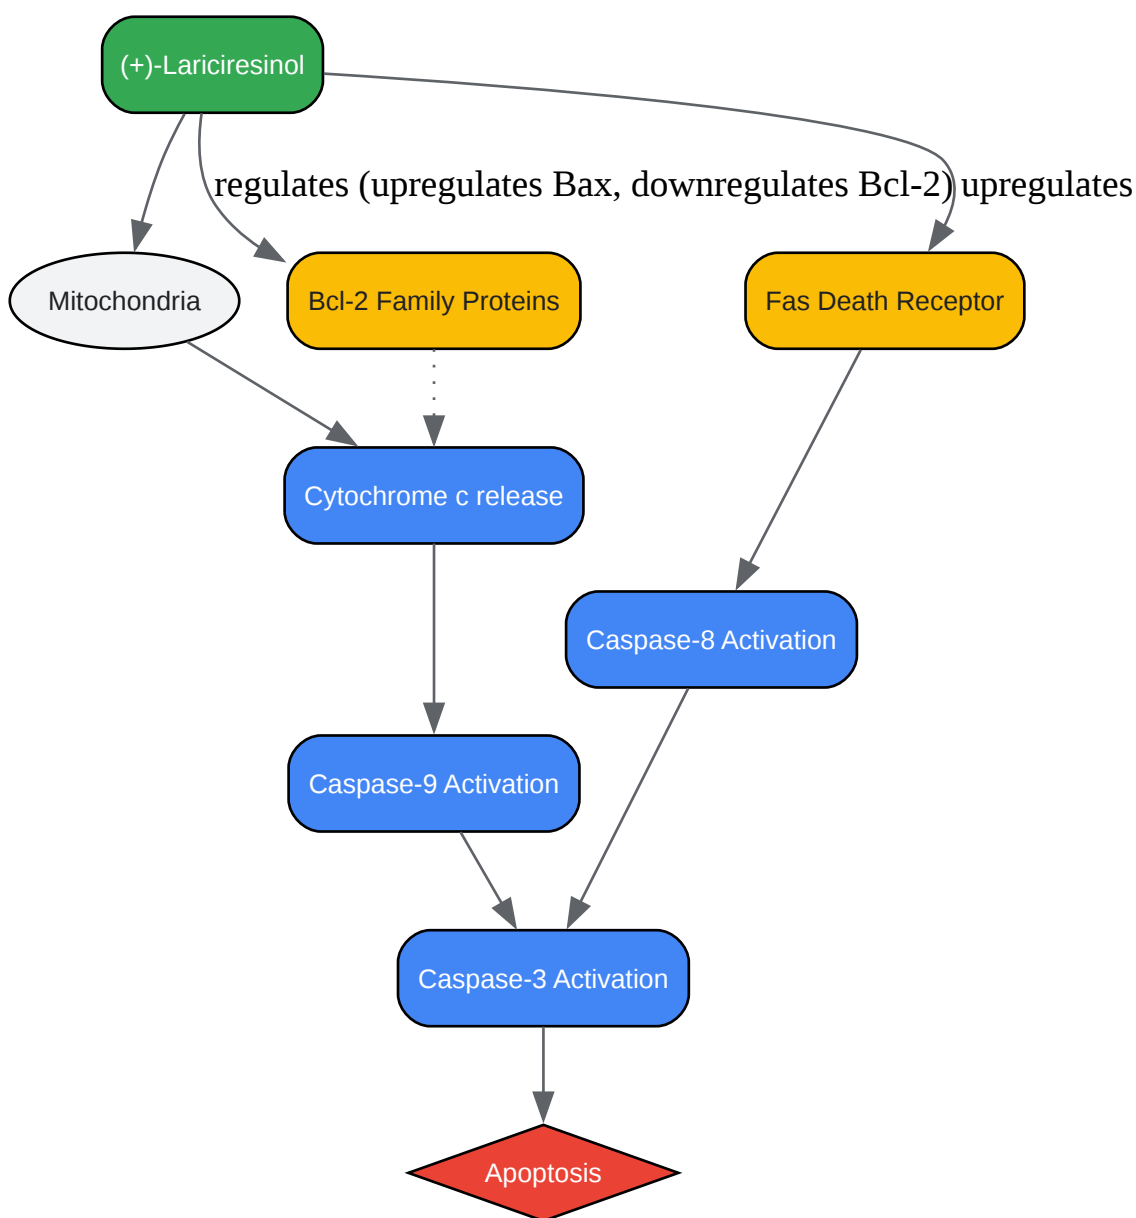 (+)-Lariciresinol
regulates (upregulates Bax, downregulates Bcl-2)
upregulates
Mitochondria
Bcl-2 Family Proteins
Fas Death Receptor
Cytochrome c release
Caspase-8 Activation
Caspase-9 Activation
Caspase-3 Activation
Apoptosis